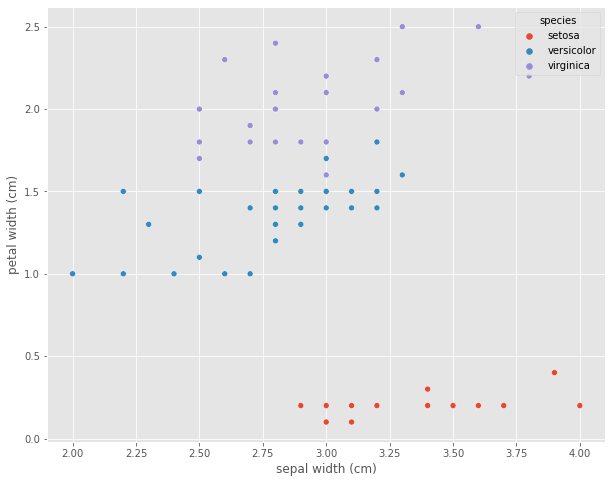 species
setosa
versicolor
virginica
petal width (cm)
2.5
2.0
1.5
1.0
0.5
0.0
2.00 2.25 2.50 2.75 3.00 3.25 3.50 3.75 4.00
sepal width (cm)